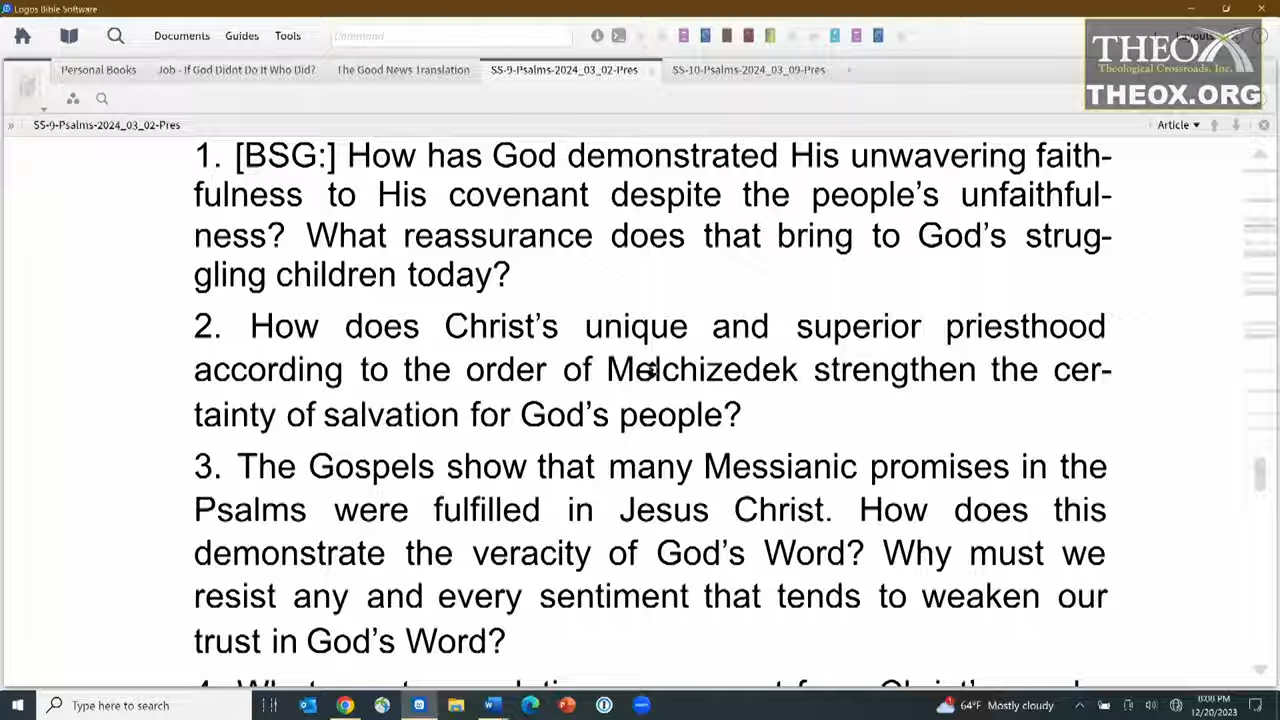 Logos Bible Software
Documents Guides Tools Command
THEOX
Theological Crossroads, Inc.
THEOX.ORG
Personal Books Job - If God Didnt Do It Who Did? SS-9-Psalms-2024_03_02-Pres SS-10-Psalms-2024_03_09-Pres
SS-9-Psalms-2024_03_02-Pres Article
1. [BSG:] How has God demonstrated His unwavering faith-
fulness to His covenant despite the people's unfaithful-
ness? What reassurance does that bring to God's strug-
gling children today?
2. How does Christ's unique and superior priesthood
according to the order of Melchizedek strengthen the cer-
tainty of salvation for God's people?
3. The Gospels show that many Messianic promises in the
Psalms were fulfilled in Jesus Christ. How does this
demonstrate the veracity of God's Word? Why must we
resist any and every sentiment that tends to weaken our
trust in God's Word?
Type here to search 64°F Mostly cloudy 8:08 PM
12/20/2023